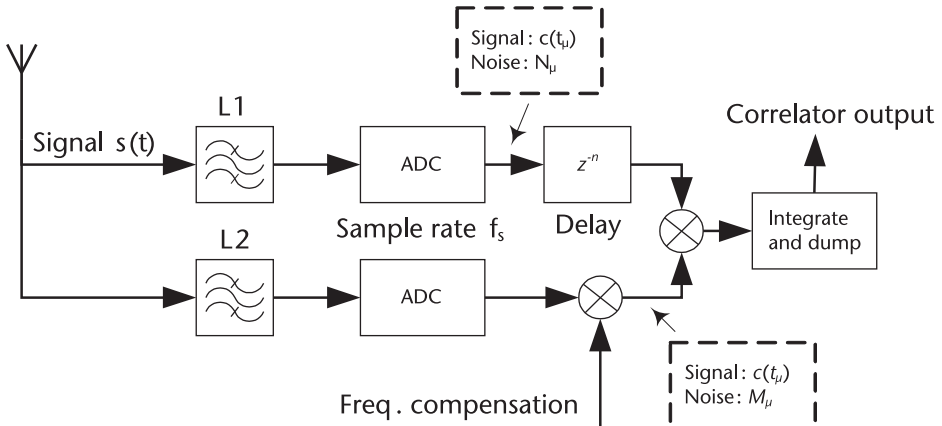 Signal: c(tμ)
Noise: Nμ
L1
Correlator output
Signal s(t)
ADC
z⁻ⁿ
Sample rate fs
Delay
Integrate
and dump
L2
ADC
Signal: c(tμ)
Noise: Mμ
Freq. compensation